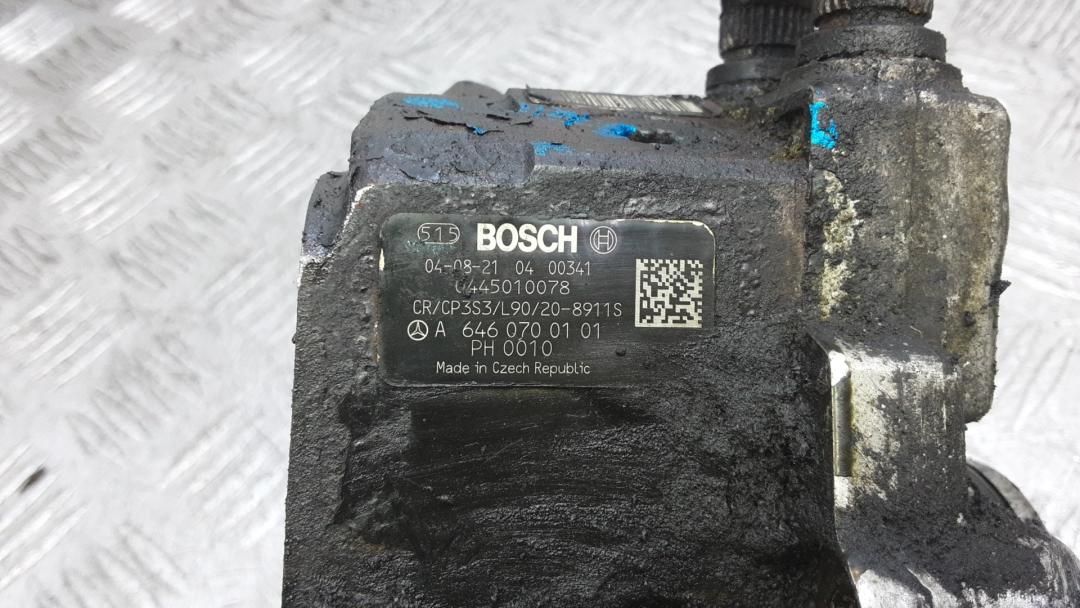 515 BOSCH
04-08-21 04 00341
0445010078
CR/CP3S3/L90/20-8911S
A 646 070 01 01
PH 0010
Made in Czech Republic